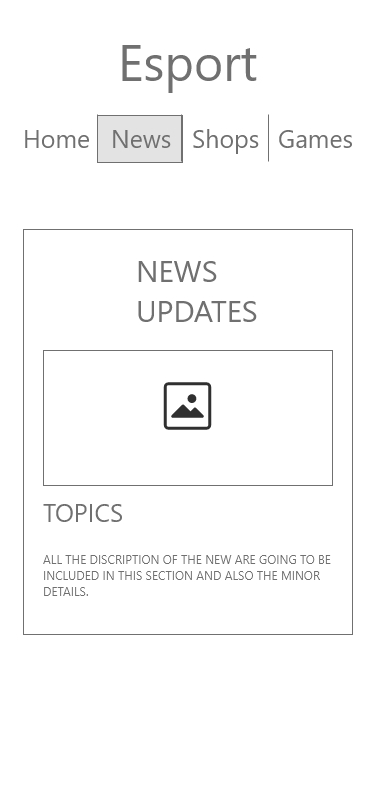 Esport
Home News Shops Games
NEWS
UPDATES
TOPICS
ALL THE DISCRIPTION OF THE NEW ARE GOING TO BE
INCLUDED IN THIS SECTION AND ALSO THE MINOR
DETAILS.